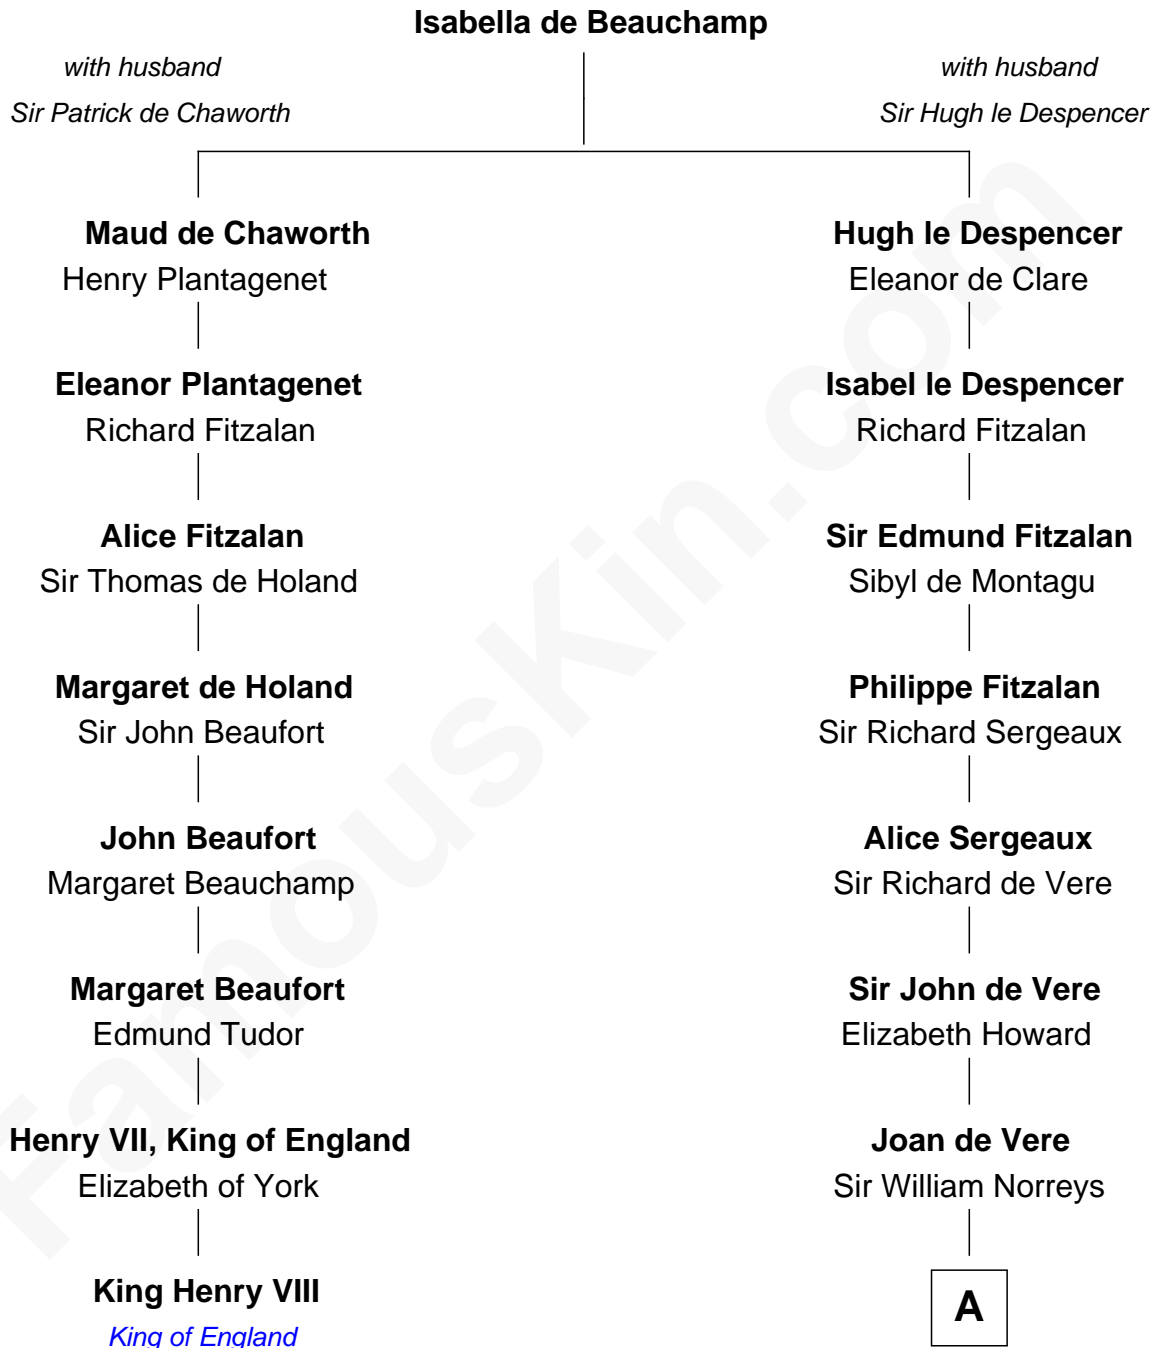 Isabella de Beauchamp
with husband
Sir Patrick de Chaworth
with husband
Sir Hugh le Despencer
Maud de Chaworth
Henry Plantagenet
Hugh le Despencer
Eleanor de Clare
Eleanor Plantagenet
Richard Fitzalan
Isabel le Despencer
Richard Fitzalan
Alice Fitzalan
Sir Thomas de Holand
Sir Edmund Fitzalan
Sibyl de Montagu
Margaret de Holand
Sir John Beaufort
Philippe Fitzalan
Sir Richard Sergeaux
John Beaufort
Margaret Beauchamp
Alice Sergeaux
Sir Richard de Vere
Margaret Beaufort
Edmund Tudor
Sir John de Vere
Elizabeth Howard
Henry VII, King of England
Elizabeth of York
Joan de Vere
Sir William Norreys
King Henry VIII
King of England
A
FamousKin.com